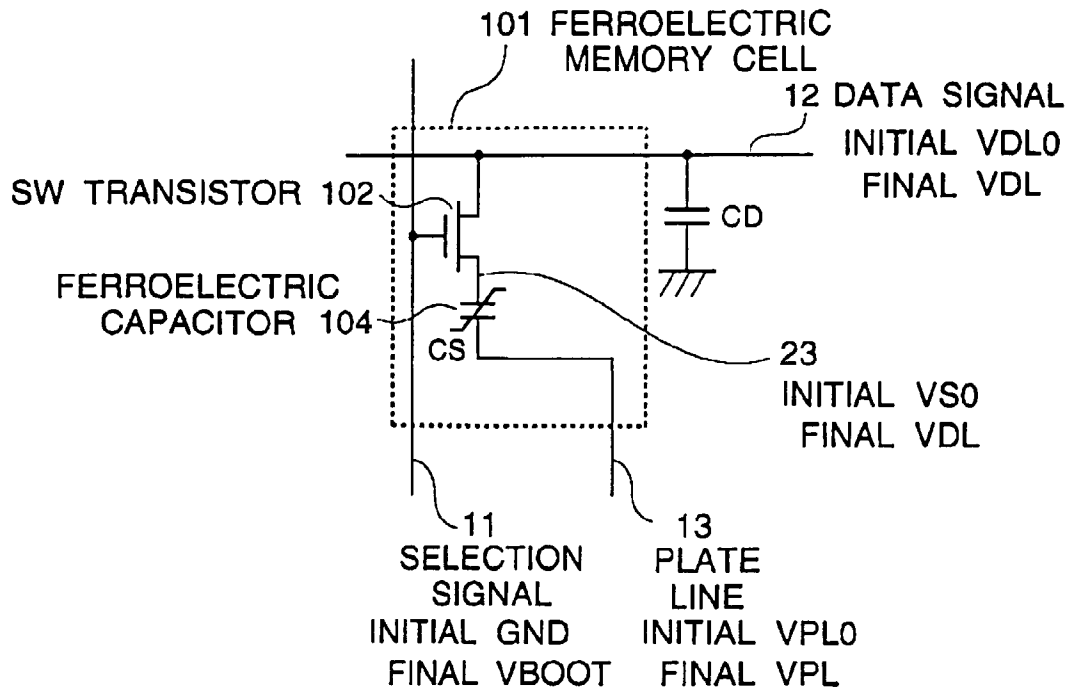 101 FERROELECTRIC
MEMORY CELL
12 DATA SIGNAL
INITIAL VDL0
FINAL VDL
SW TRANSISTOR 102
CD
FERROELECTRIC
CAPACITOR 104
CS
23
INITIAL VS0
FINAL VDL
11
SELECTION
SIGNAL
INITIAL GND
FINAL VBOOT
13
PLATE
LINE
INITIAL VPL0
FINAL VPL